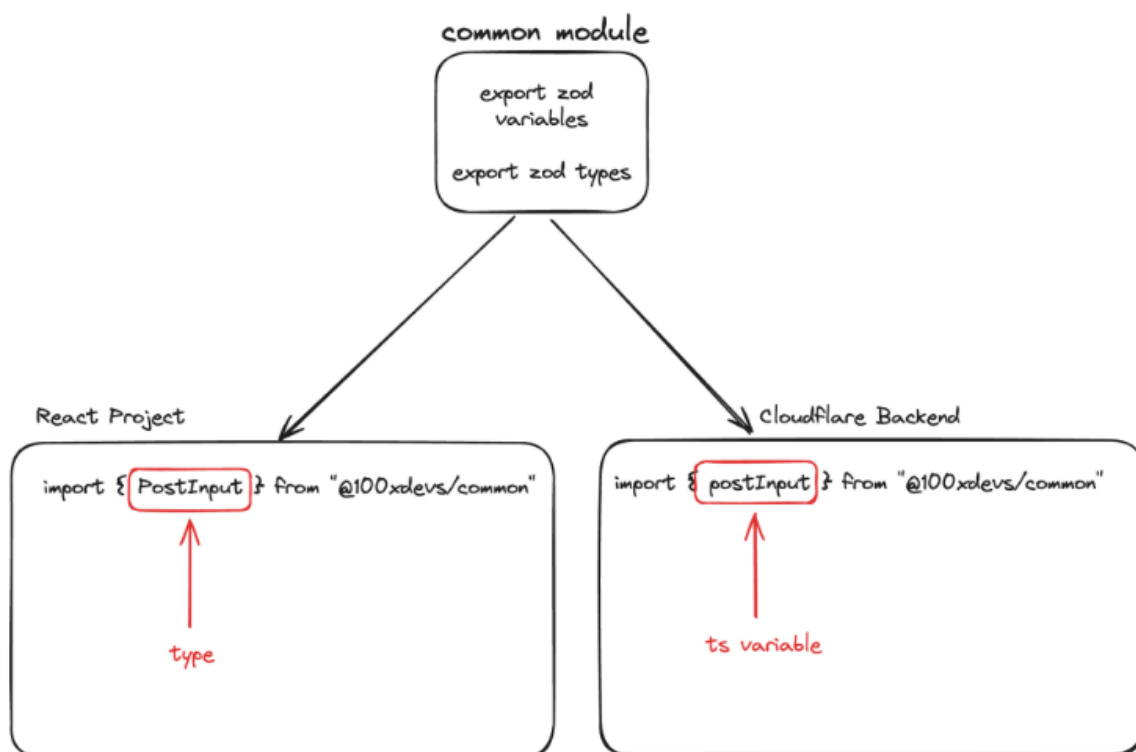 common module
export zod
variables
export zod types
React Project
import { PostInput } from "@100xdevs/common"
type
Cloudflare Backend
import { postInput } from "@100xdevs/common"
ts variable